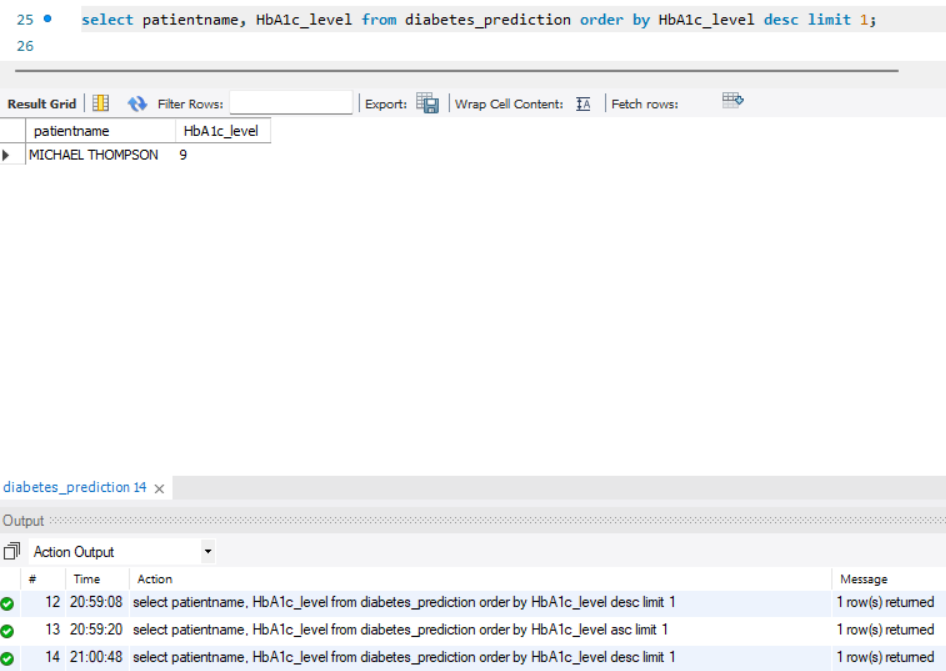 25 select patientname, HbA1c_level from diabetes_prediction order by HbA1c_level desc limit 1;
26
Result Grid Filter Rows: Export: Wrap Cell Content: IA Fetch rows:
patientname HbA1c_level
MICHAEL THOMPSON 9
diabetes_prediction 14
Output
Action Output
# Time Action Message
12 20:59:08 select patientname, HbA1c_level from diabetes_prediction order by HbA1c_level desc limit 1 1 row(s) returned
13 20:59:20 select patientname, HbA1c_level from diabetes_prediction order by HbA1c_level asc limit 1 1 row(s) returned
14 21:00:48 select patientname, HbA1c_level from diabetes_prediction order by HbA1c_level desc limit 1 1 row(s) returned